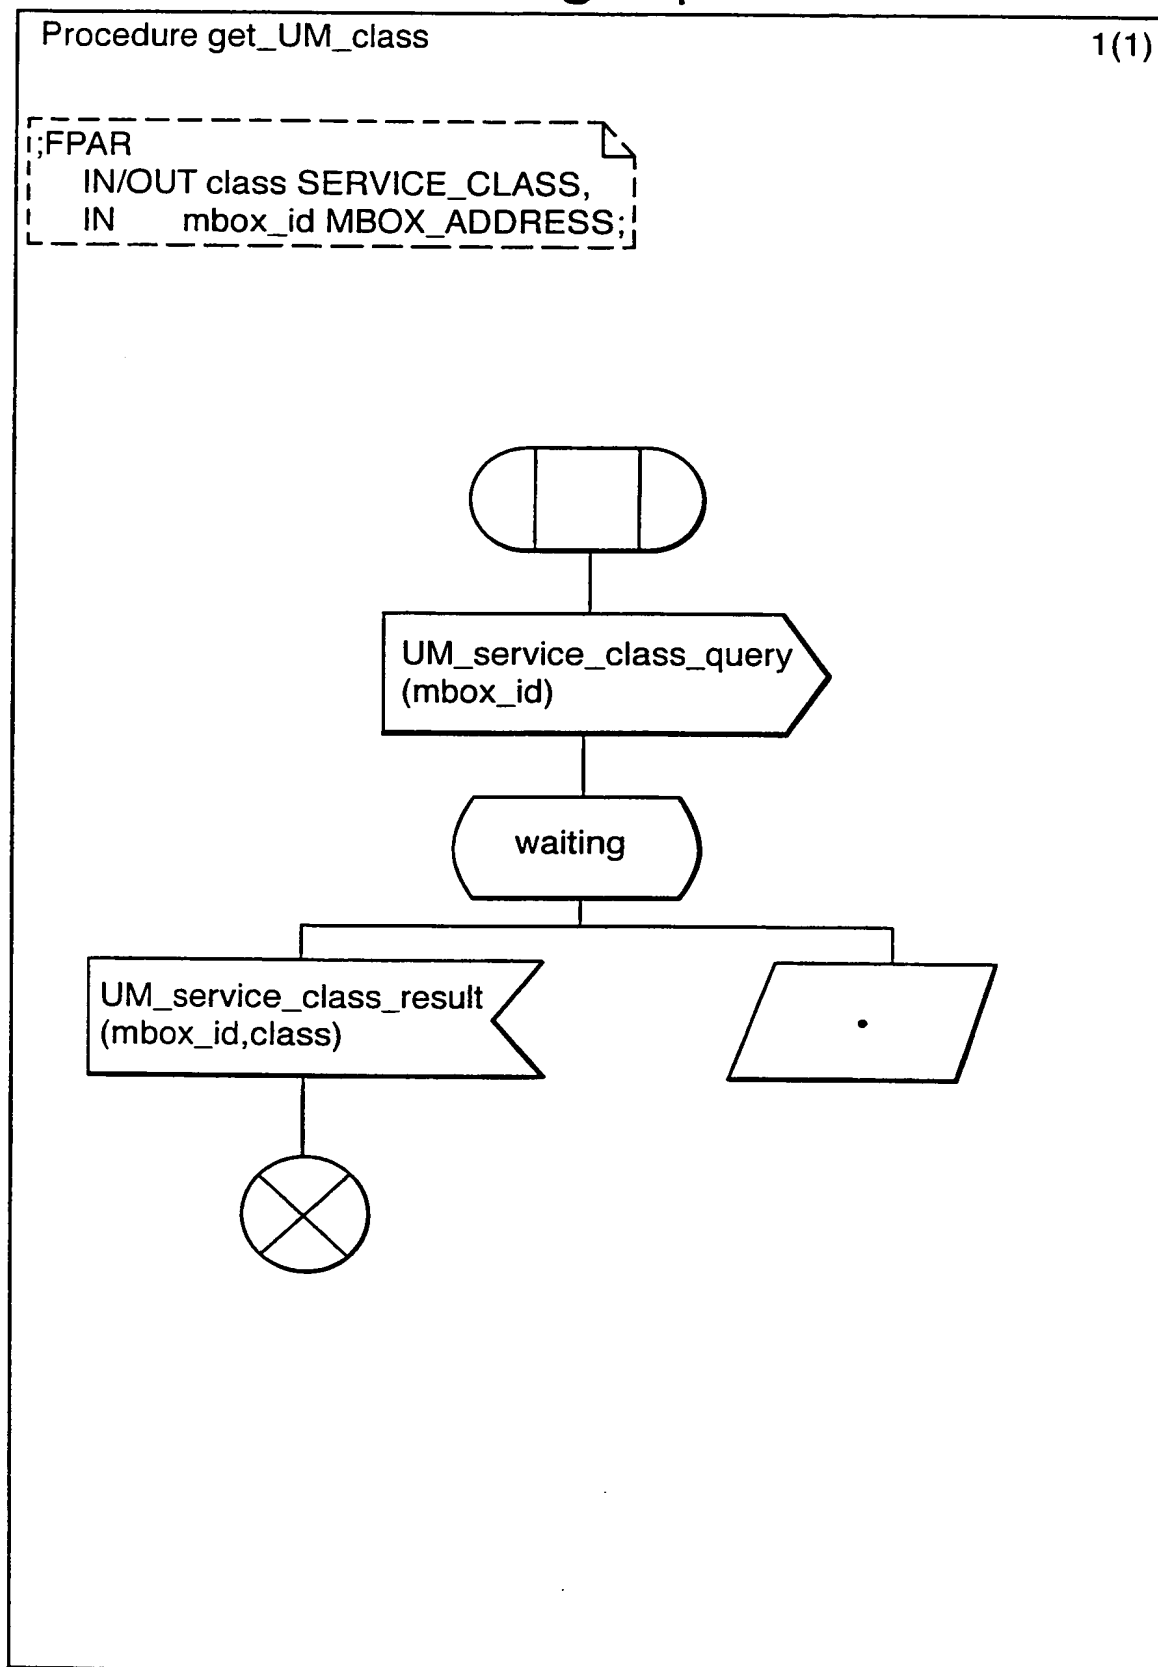 Procedure get_UM_class
1(1)
;FPAR
IN/OUT class SERVICE_CLASS,
IN mbox_id MBOX_ADDRESS;
UM_service_class_query
(mbox_id)
waiting
UM_service_class_result
(mbox_id,class)